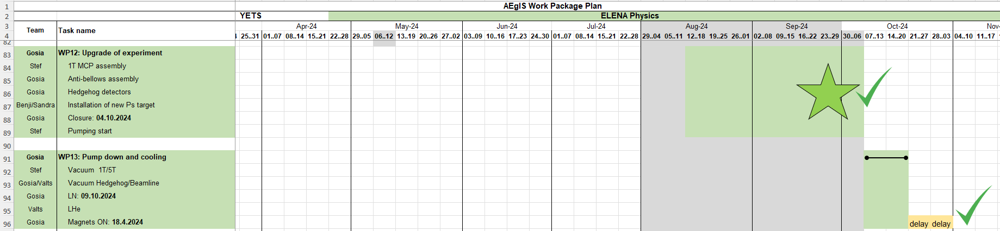 1 AEgIS Work Package Plan
2 YETS ELENA Physics
3 Apr-24 May-24 Jun-24 Jul-24 Aug-24 Sep-24 Oct-24 Nov-
Team Task name
4 25..31 01..07 08..14 15..21 22..28 29..05 06..12 13..19 20..26 27..02 03..09 10..16 17..23 24..30 01..07 08..14 15..21 22..28 29..04 05..11 12..18 19..25 26..01 02..08 09..15 16..22 23..29 30..06 07..13 14..20 21..27 28..03 04..10 11..17
82
83 Gosia WP12: Upgrade of experiment
84 Stef 1T MCP assembly
85 Gosia Anti-bellows assembly
86 Gosia Hedgehog detectors
87 Benji/Sandra Installation of new Ps target
88 Gosia Closure: 04.10.2024
89 Stef Pumping start
90
91 Gosia WP13: Pump down and cooling
92 Stef Vacuum 1T/5T
93 Gosia/Valts Vacuum Hedgehog/Beamline
94 Gosia LN: 09.10.2024
95 Valts LHe
96 Gosia Magnets ON: 18.4.2024 delay delay